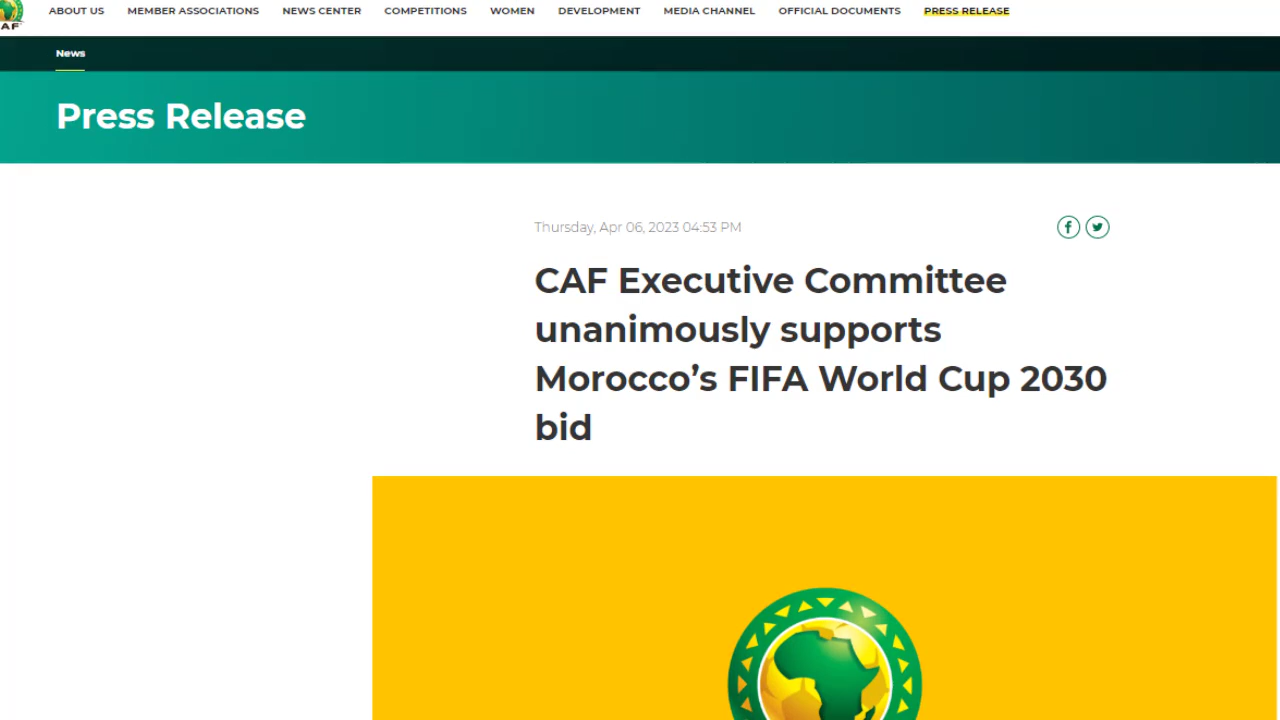 CAF
ABOUT US MEMBER ASSOCIATIONS NEWS CENTER COMPETITIONS WOMEN DEVELOPMENT MEDIA CHANNEL OFFICIAL DOCUMENTS PRESS RELEASE
News
Press Release
Thursday, Apr 06, 2023 04:53 PM
CAF Executive Committee
unanimously supports
Morocco’s FIFA World Cup 2030
bid